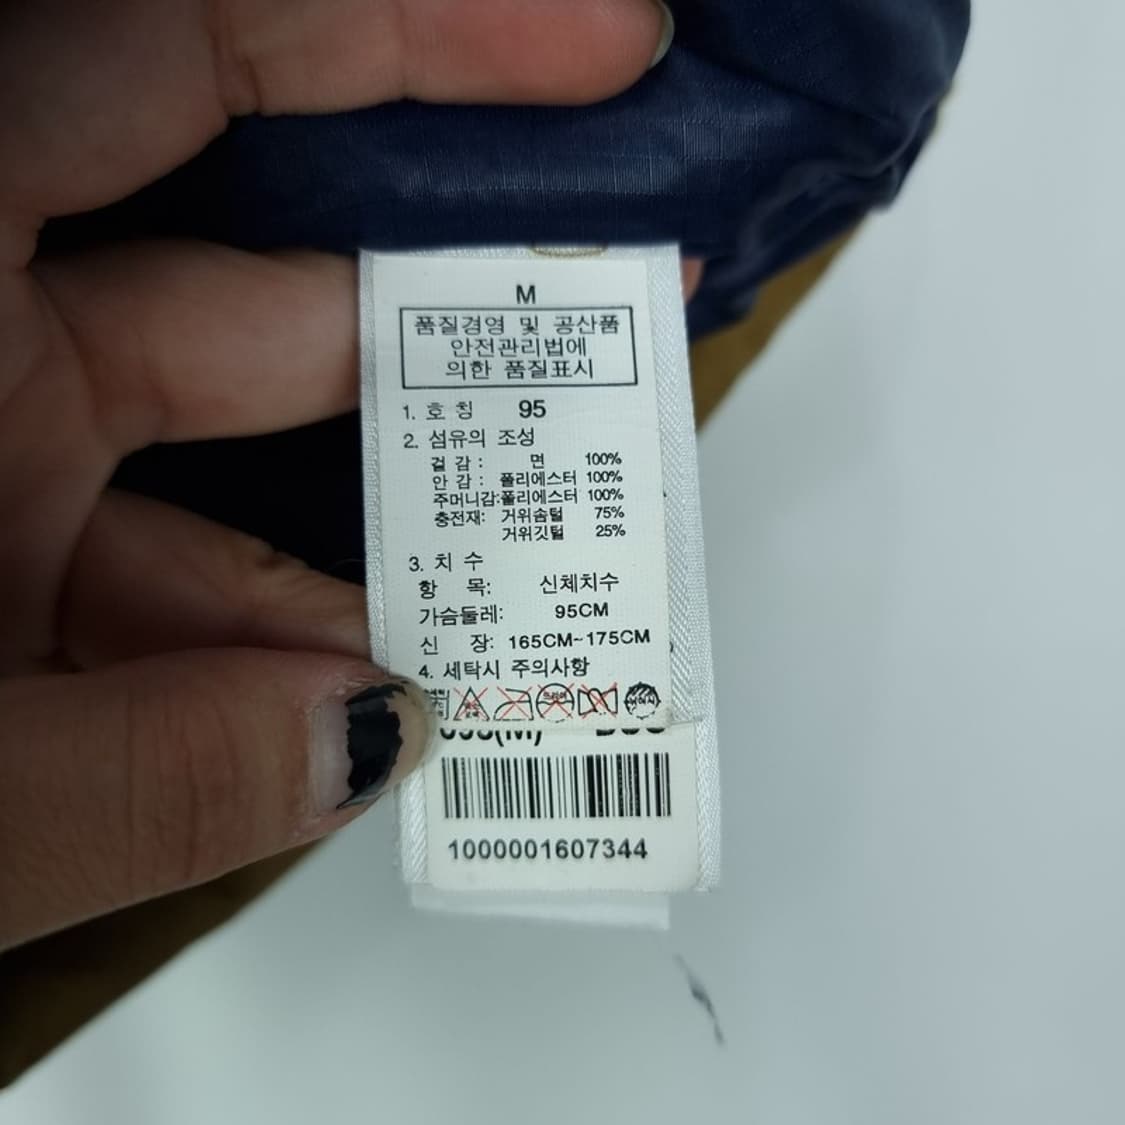 M
품질경영 및 공산품
안전관리법에
의한 품질표시
1. 호 칭 95
2. 섬유의 조성
겉 감 : 면 100%
안 감 : 폴리에스터 100%
주머니감:폴리에스터 100%
충전재: 거위솜털 75%
거위깃털 25%
3. 치 수
항 목: 신체치수
가슴둘레: 95CM
신 장: 165CM~175CM
4. 세탁시 주의사항
드라이
1000001607344